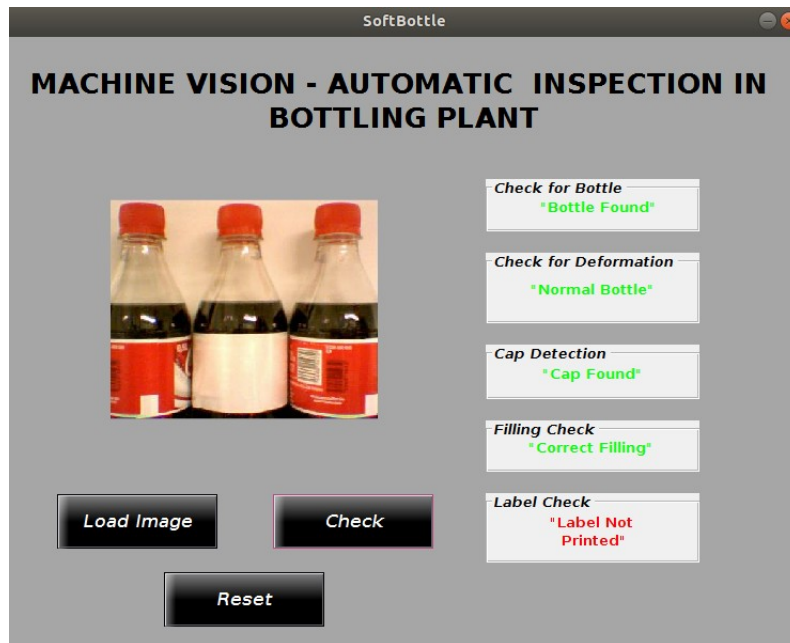 SoftBottle
MACHINE VISION - AUTOMATIC INSPECTION IN
BOTTLING PLANT
Check for Bottle
"Bottle Found"
Check for Deformation
"Normal Bottle"
Cap Detection
"Cap Found"
Filling Check
"Correct Filling"
Label Check
"Label Not
Printed"
Load Image
Check
Reset